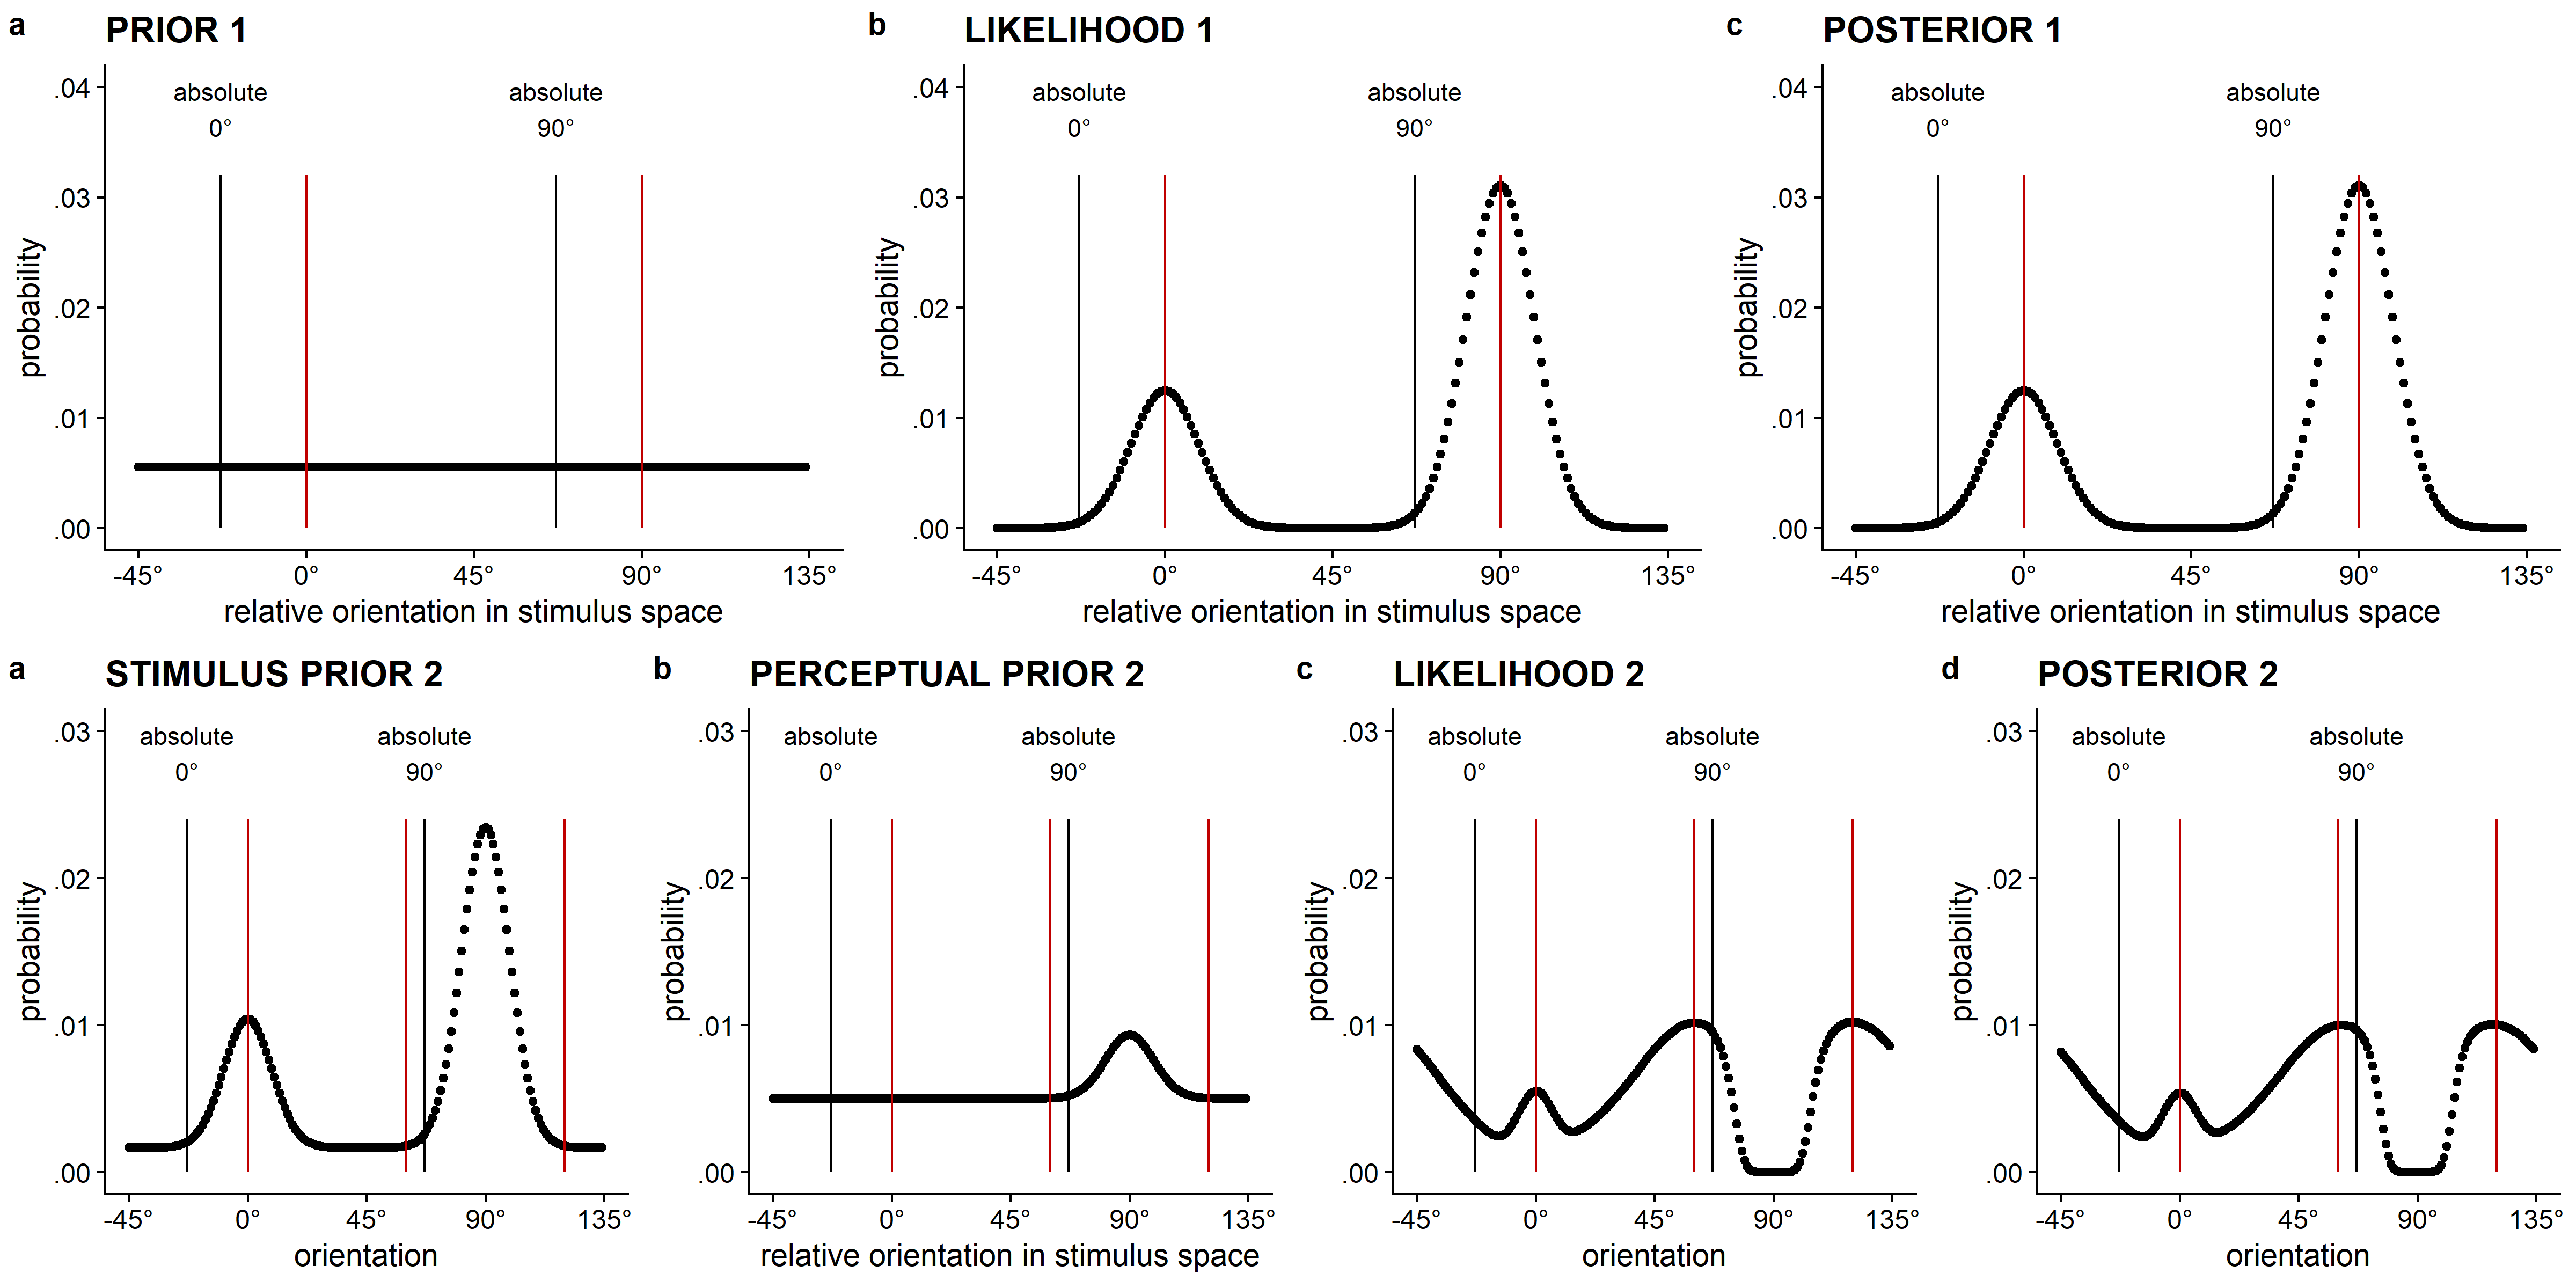 a PRIOR 1
.04
.03
.02
.01
.00
absolute
0°
absolute
90°
probability
-45° 0° 45° 90° 135°
relative orientation in stimulus space
b LIKELIHOOD 1
.04
.03
.02
.01
.00
absolute
0°
absolute
90°
probability
-45° 0° 45° 90° 135°
relative orientation in stimulus space
c POSTERIOR 1
.04
.03
.02
.01
.00
absolute
0°
absolute
90°
probability
-45° 0° 45° 90° 135°
relative orientation in stimulus space
a STIMULUS PRIOR 2
.03
.02
.01
.00
absolute
0°
absolute
90°
probability
-45° 0° 45° 90° 135°
orientation
b PERCEPTUAL PRIOR 2
.03
.02
.01
.00
absolute
0°
absolute
90°
probability
-45° 0° 45° 90° 135°
relative orientation in stimulus space
c LIKELIHOOD 2
.03
.02
.01
.00
absolute
0°
absolute
90°
probability
-45° 0° 45° 90° 135°
orientation
d POSTERIOR 2
.03
.02
.01
.00
absolute
0°
absolute
90°
probability
-45° 0° 45° 90° 135°
orientation